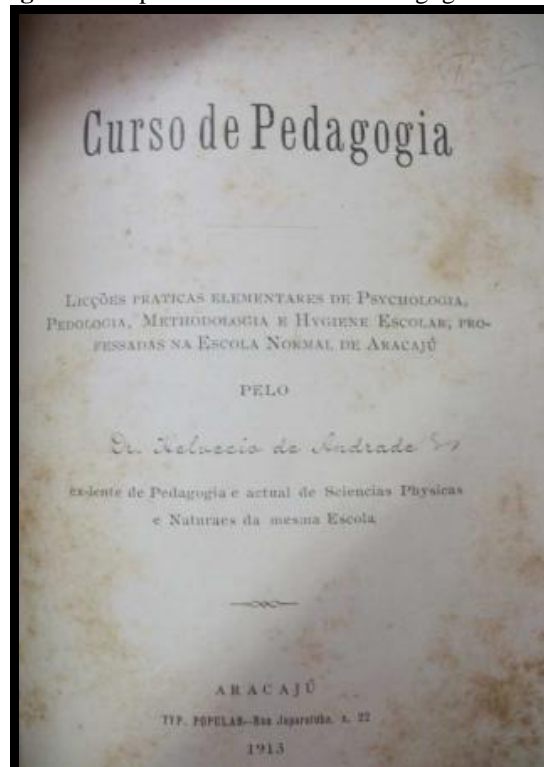 Curso de Pedagogia
LICÇÕES PRATICAS ELEMENTARES DE PSYCHOLOGIA,
PEDOLOGIA, METHODOLOGIA E HYGIENE ESCOLAR, PRO-
FESSADAS NA ESCOLA NORMAL DE ARACAJÚ
PELO
Dr. Helvecio de Andrade
ex-lente de Pedagogia e actual de Sciencias Physicas
e Naturaes da mesma Escola
ARACAJÚ
TYP. POPULAR—Rua Japaratuba, n. 22
1913